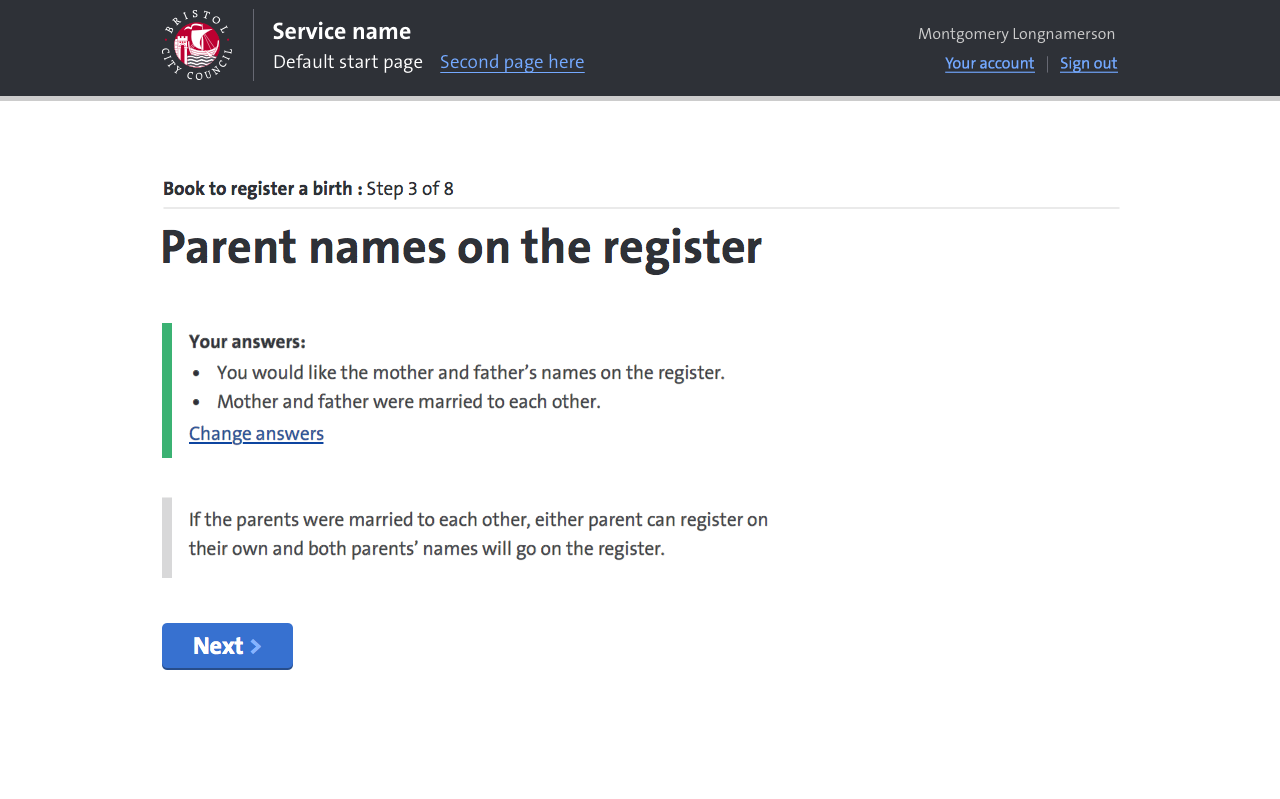 BRISTOL
CITY COUNCIL
Service name
Default start page Second page here
Montgomery Longnamerson
Your account Sign out
Book to register a birth : Step 3 of 8
Parent names on the register
Your answers:
• You would like the mother and father’s names on the register.
• Mother and father were married to each other.
Change answers
If the parents were married to each other, either parent can register on
their own and both parents’ names will go on the register.
Next >